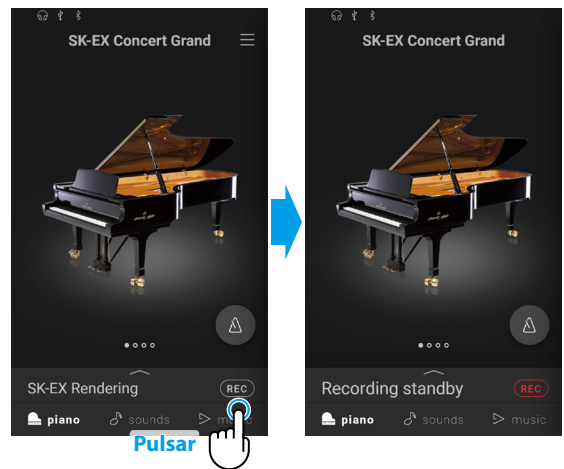 SK-EX Concert Grand
SK-EX Rendering
REC
piano
sounds
music
Pulsar
SK-EX Concert Grand
Recording standby
REC
piano
sounds
music